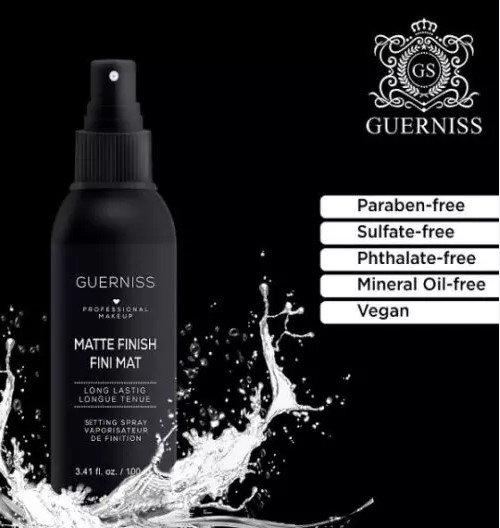 GS
GUERNISS
Paraben-free
Sulfate-free
Phthalate-free
Mineral Oil-free
Vegan
GUERNISS
PROFESSIONAL
MAKEUP
MATTE FINISH
FINI MAT
LONG LASTIG
LONGUE TENUE
SETTING SPRAY
VAPORISATEUR
DE FINITION
3.41 fl. oz. / 100